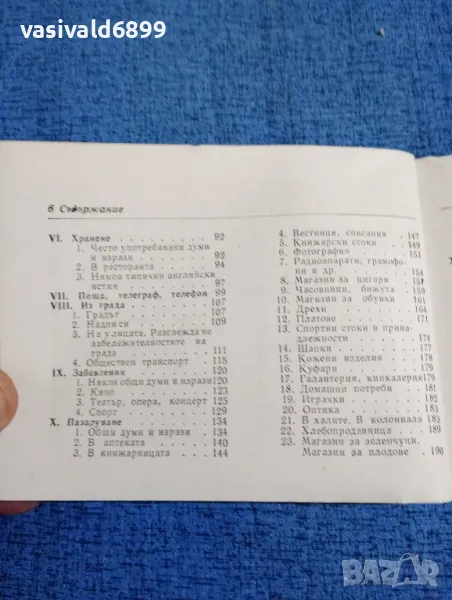 vasivald6899
6 Съдържание
VI. Хранене . . . . . . . . . 92
1. Често употребявани думи
и изрази . . . . . . . . 92
2. В ресторанта . . . . . . 94
3. Някои типични английски
ястия . . . . . . . . . 97
VII. Поща, телеграф, телефон 99
VIII. Из града . . . . . . . . 107
1. Градът . . . . . . . . 107
2. Надписи . . . . . . . . 109
3. На улицата. Разглеждане
забележителностите на
града . . . . . . . . . 111
4. Обществен транспорт . . 115
IX. Забавления . . . . . . . 120
1. Някои общи думи и изрази 120
2. Кино . . . . . . . . . 123
3. Театър, опера, концерт 125
4. Спорт . . . . . . . . . 129
X. Пазаруване . . . . . . . 134
1. Общи думи и изрази . . 134
2. В аптеката . . . . . . 140
3. В книжарницата . . . . 144
4. Вестници, списания . . 147
5. Книжарски стоки . . . 149
6. Фотография . . . . . . 151
7. Радиоапарати, грамофо-
ни и др. . . . . . . . 154
8. Магазин за цигари . .
9. Часовници, бижута . . 159
10. Магазин за обувки . . 161
11. Дрехи . . . . . . . . 164
12. Платове . . . . . . . 171
13. Спортни стоки и прина-
длежности . . . . . . 174
14. Шапки . . . . . . . . 177
15. Кожени изделия . . . 178
16. Куфари . . . . . . . 179
17. Галантерия, кинкалерия 179
18. Домашни потреби . . 181
19. Играчки . . . . . . . 182
20. Оптика . . . . . . . 183
21. В халите. В колониала 183
22. Хлебопродавница . . . 189
23. Магазин за зеленчуци.
Магазин за плодове . . 190
BAZAR